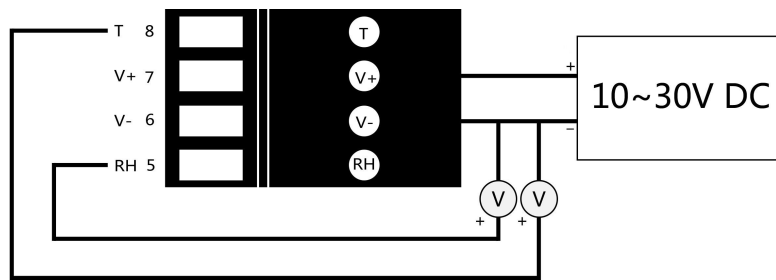 T 8 T
V+ 7 V+ +
10~30V DC
V- 6 V- −
RH 5 RH
V V
+ +